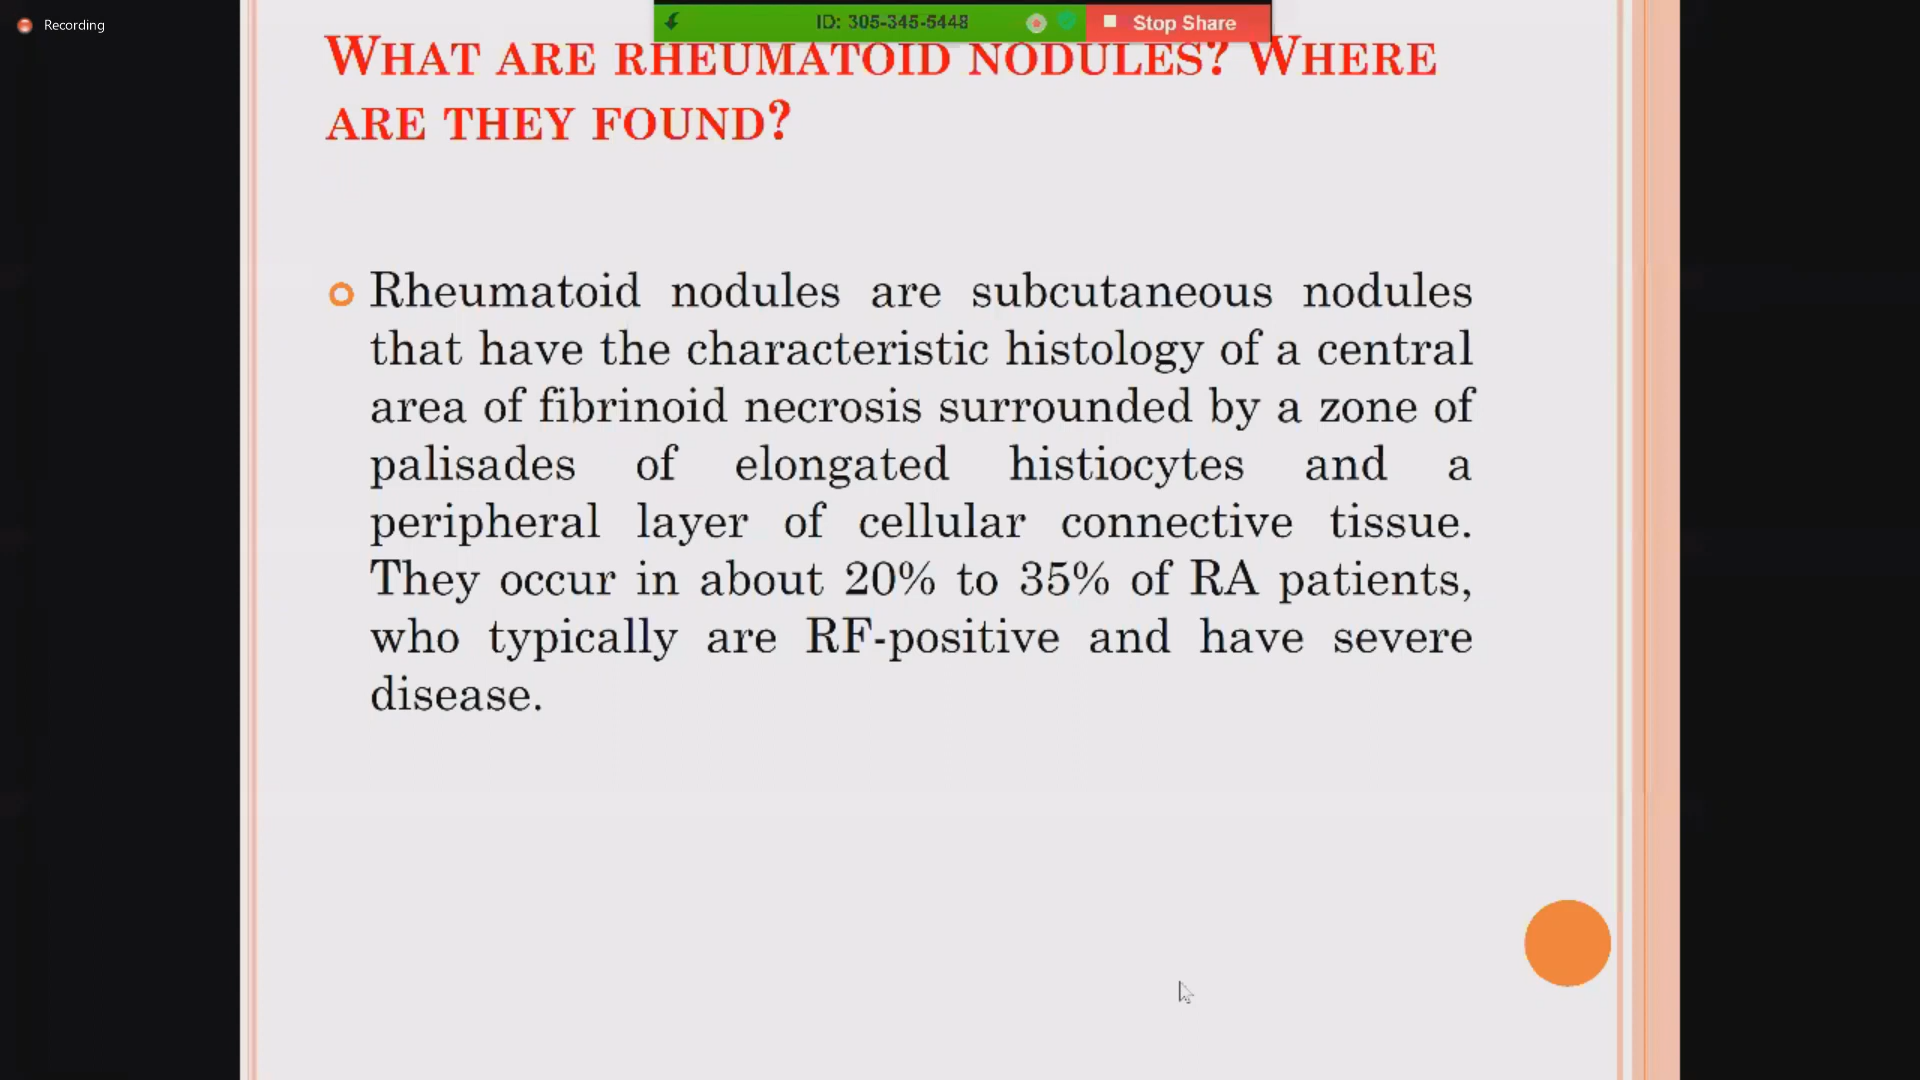 Recording
ID: 305-345-5448
Stop Share
WHAT ARE RHEUMATOID NODULES? WHERE
ARE THEY FOUND?
Rheumatoid nodules are subcutaneous nodules
that have the characteristic histology of a central
area of fibrinoid necrosis surrounded by a zone of
palisades of elongated histiocytes and a
peripheral layer of cellular connective tissue.
They occur in about 20% to 35% of RA patients,
who typically are RF-positive and have severe
disease.